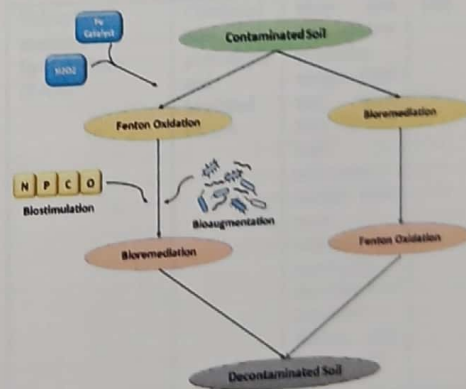 Fe
Catalyst
H2O2
Contaminated Soil
Fenton Oxidation
Bioremediation
N P C O
Biostimulation
Bioaugmentation
Bioremediation
Fenton Oxidation
Decontaminated Soil